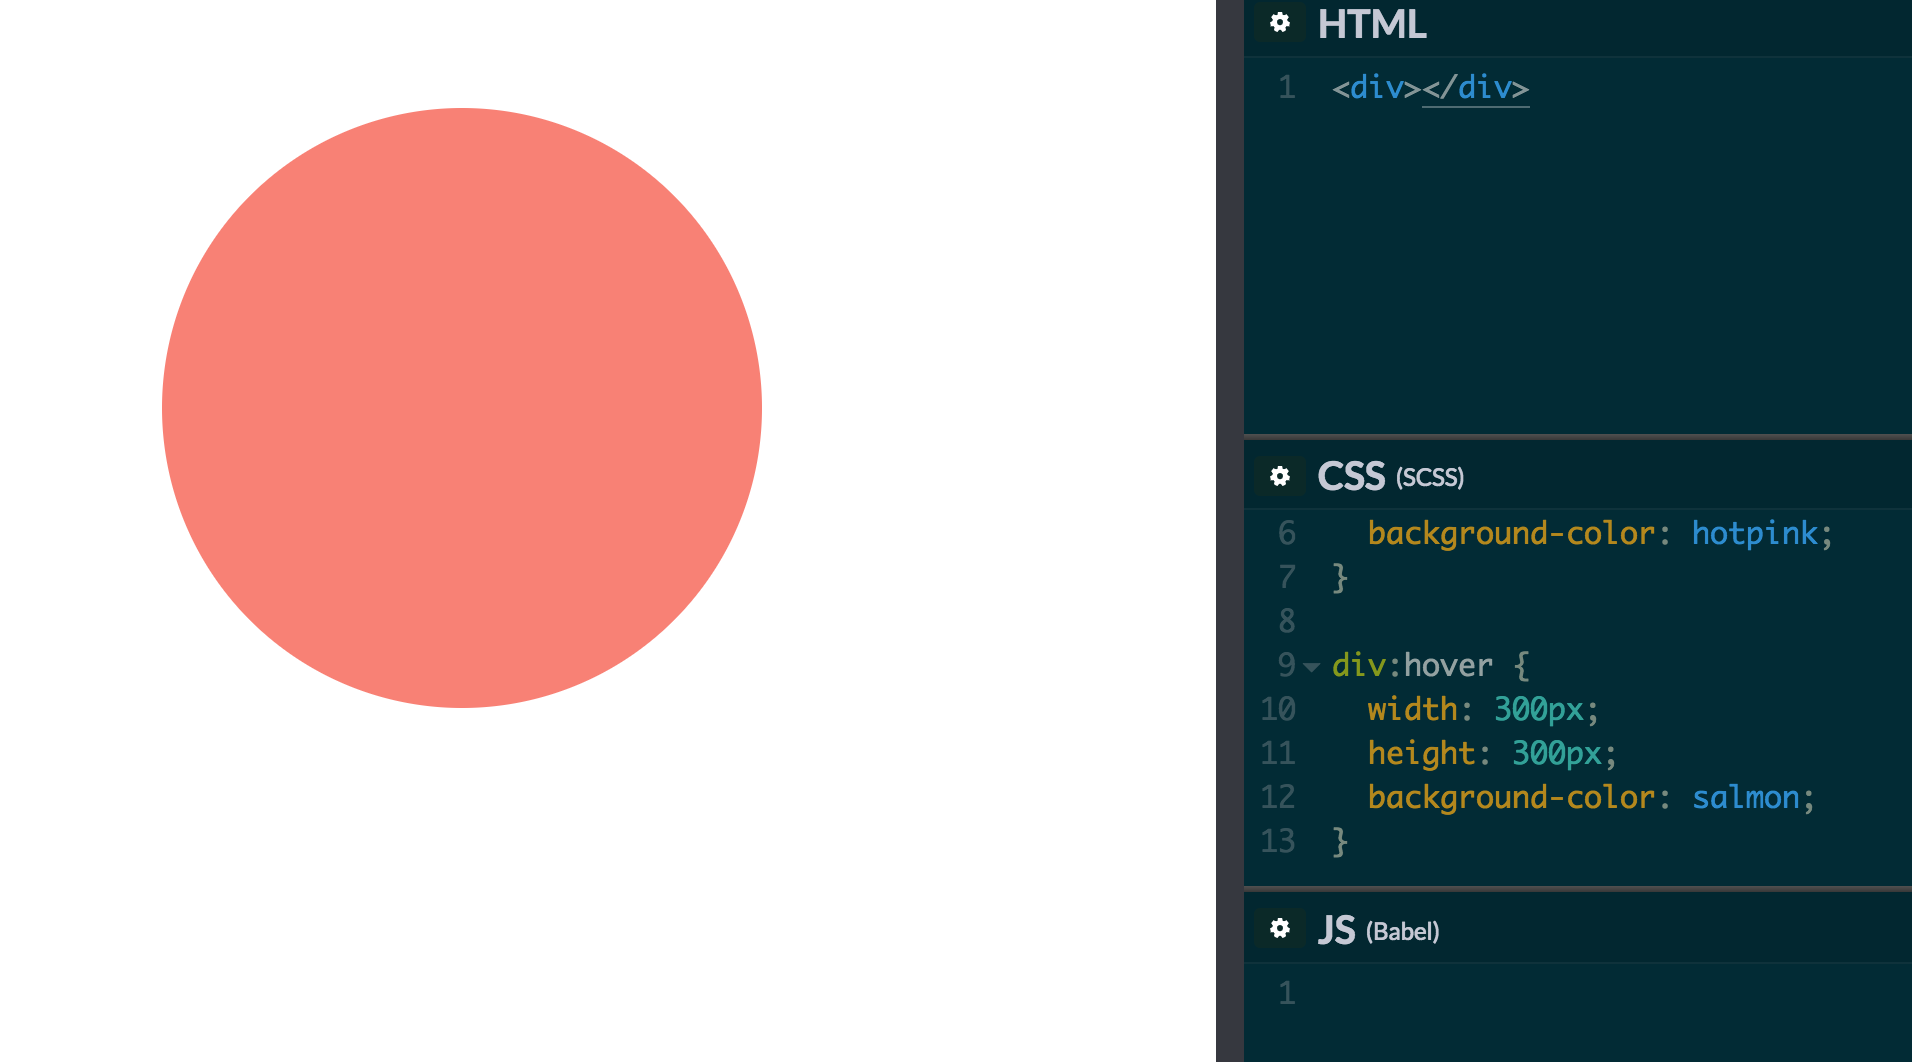 HTML
1 <div></div>
CSS (SCSS)
6 background-color: hotpink;
7 }
8
9 div:hover {
10 width: 300px;
11 height: 300px;
12 background-color: salmon;
13 }
JS (Babel)
1